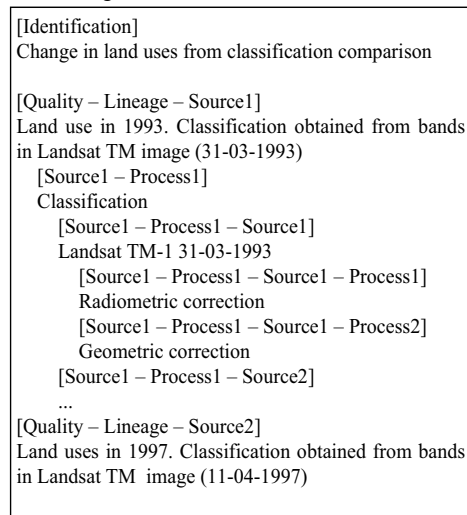 [Identification]
Change in land uses from classification comparison
[Quality – Lineage – Source1]
Land use in 1993. Classification obtained from bands
in Landsat TM image (31-03-1993)
[Source1 – Process1]
Classification
[Source1 – Process1 – Source1]
Landsat TM-1 31-03-1993
[Source1 – Process1 – Source1 – Process1]
Radiometric correction
[Source1 – Process1 – Source1 – Process2]
Geometric correction
[Source1 – Process1 – Source2]
...
[Quality – Lineage – Source2]
Land uses in 1997. Classification obtained from bands
in Landsat TM image (11-04-1997)